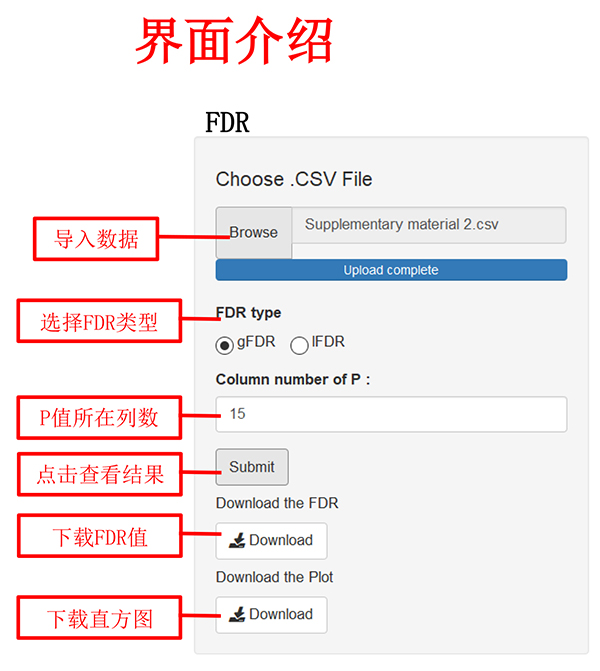 界面介绍
FDR
Choose .CSV File
导入数据
Browse
Supplementary material 2.csv
Upload complete
选择FDR类型
FDR type
gFDR
lFDR
Column number of P :
P值所在列数
15
点击查看结果
Submit
Download the FDR
下载FDR值
Download
Download the Plot
下载直方图
Download